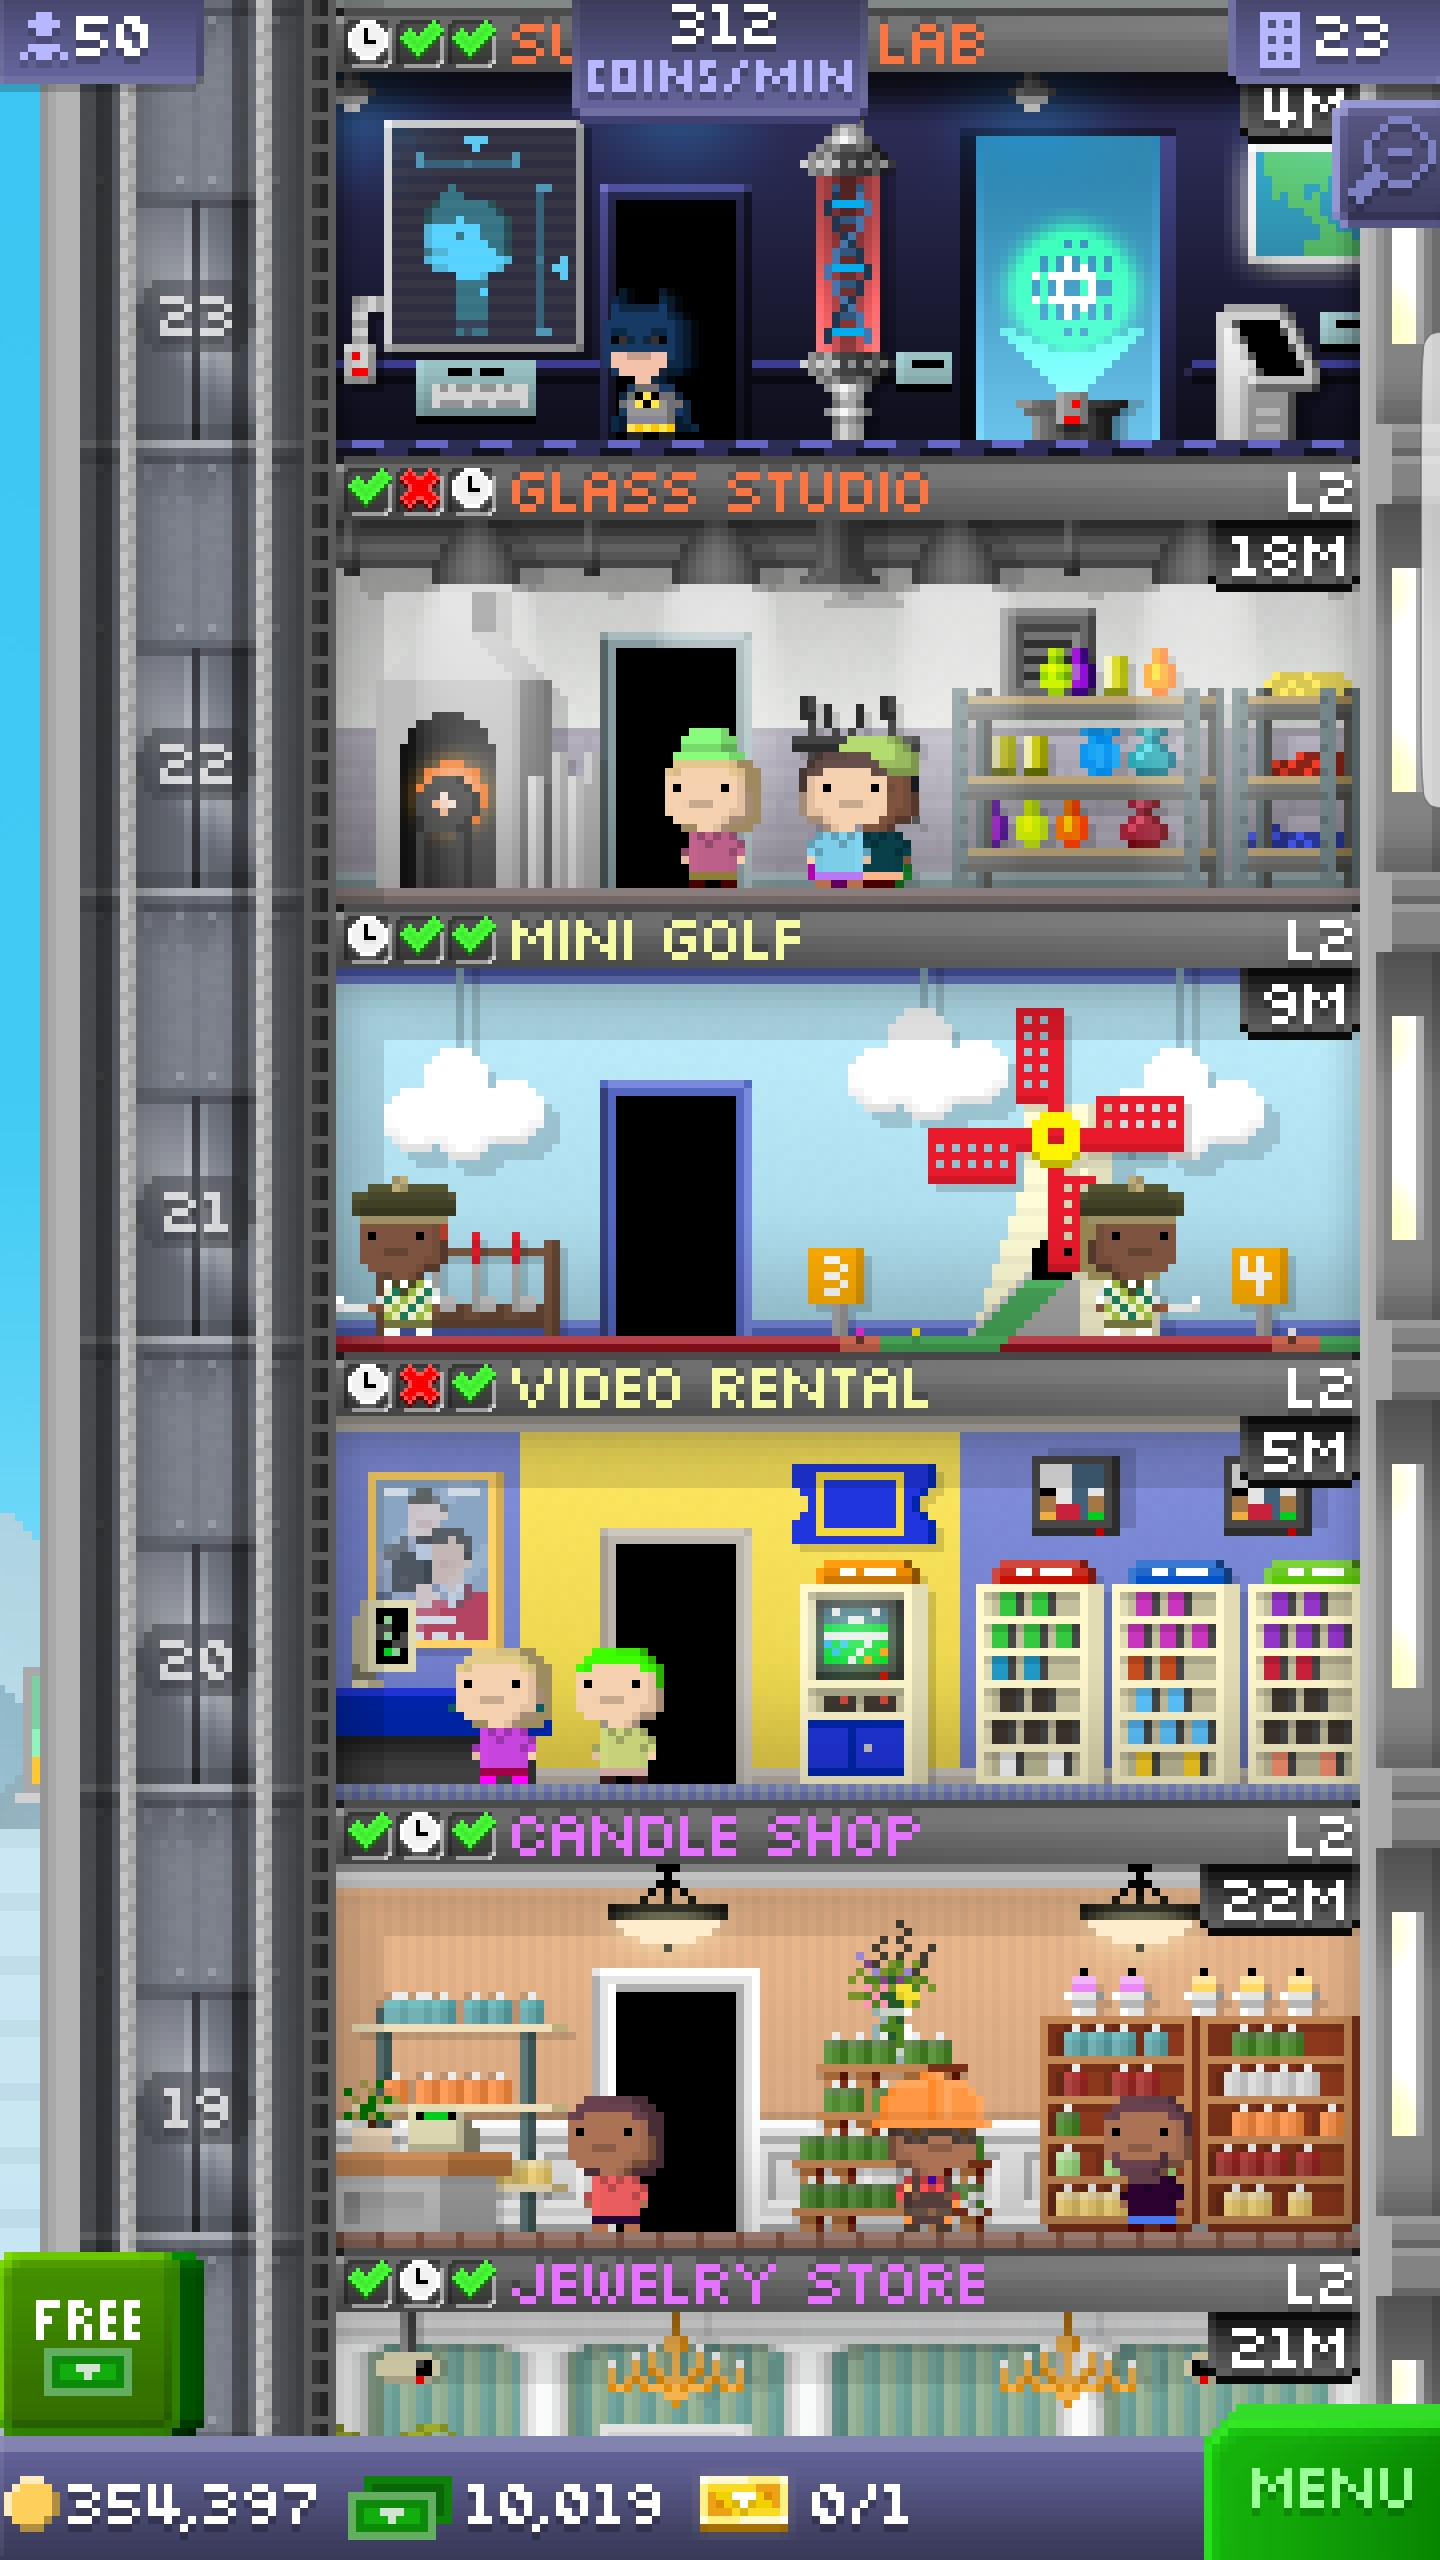 50
312
COINS/MIN
23
LAB
4M
23
GLASS STUDIO L2
18M
22
MINI GOLF L2
9M
21
3
4
VIDEO RENTAL L2
5M
20
CANDLE SHOP L2
22M
19
JEWELRY STORE L2
21M
FREE
354,397 10,019 0/1
MENU